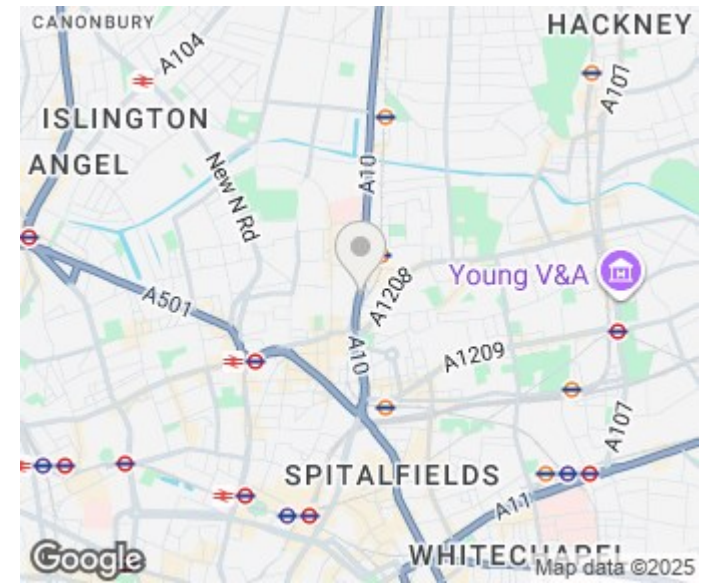 CANONBURY
HACKNEY
A104
A107
ISLINGTON
ANGEL
New N Rd
A10
Young V&A
A1208
A501
A10
A1209
A107
SPITALFIELDS
A11
WHITECHAPEL
Google
Map data ©2025